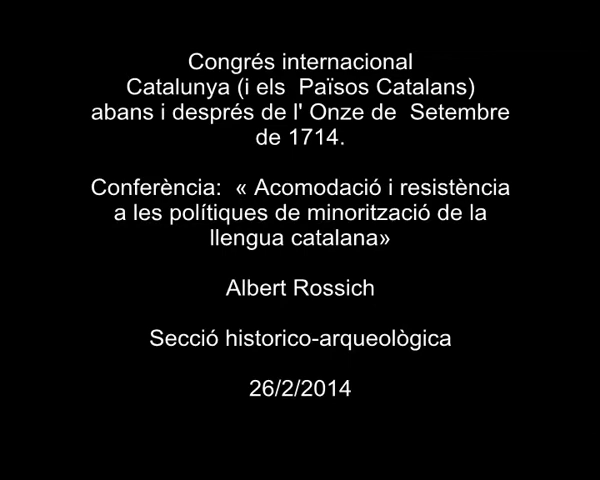 Congrés internacional
Catalunya (i els  Països Catalans)
abans i després de l' Onze de  Setembre
de 1714.
Conferència:  « Acomodació i resistència
a les polítiques de minorització de la
llengua catalana»
Albert Rossich
Secció historico-arqueològica
26/2/2014